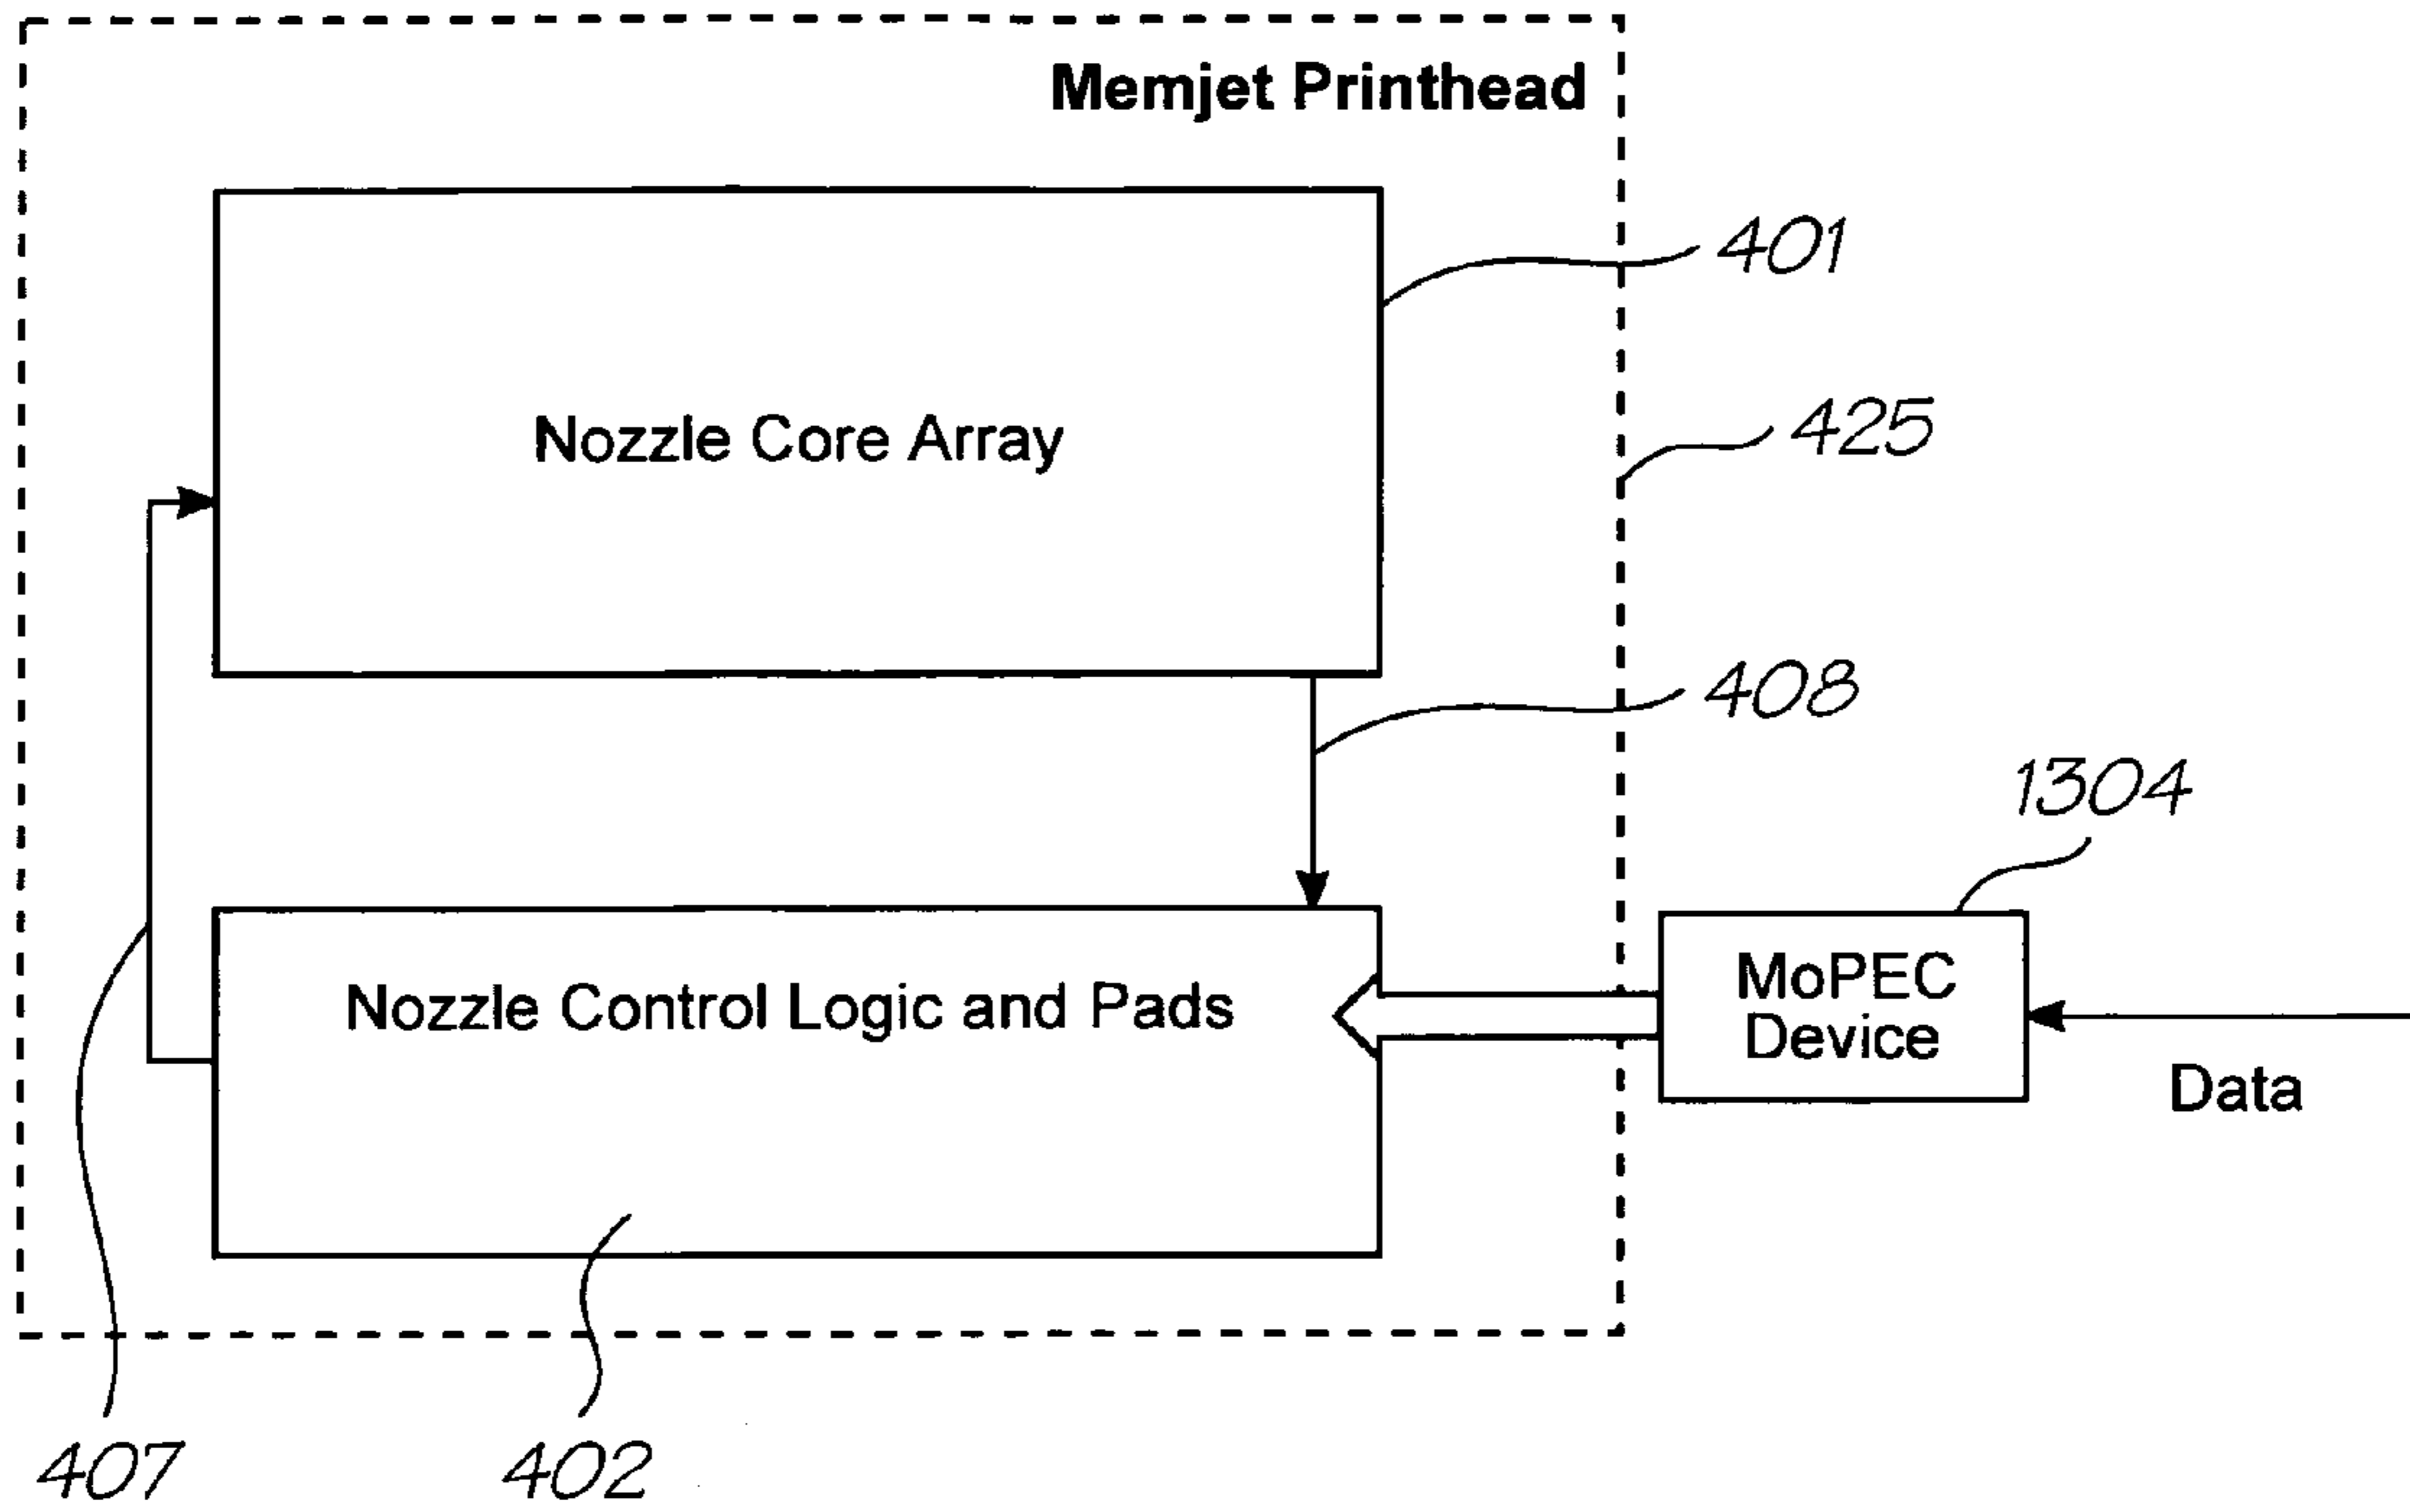 Memjet Printhead
401
Nozzle Core Array
425
408
1304
Nozzle Control Logic and Pads
MoPEC
Device
Data
407
402